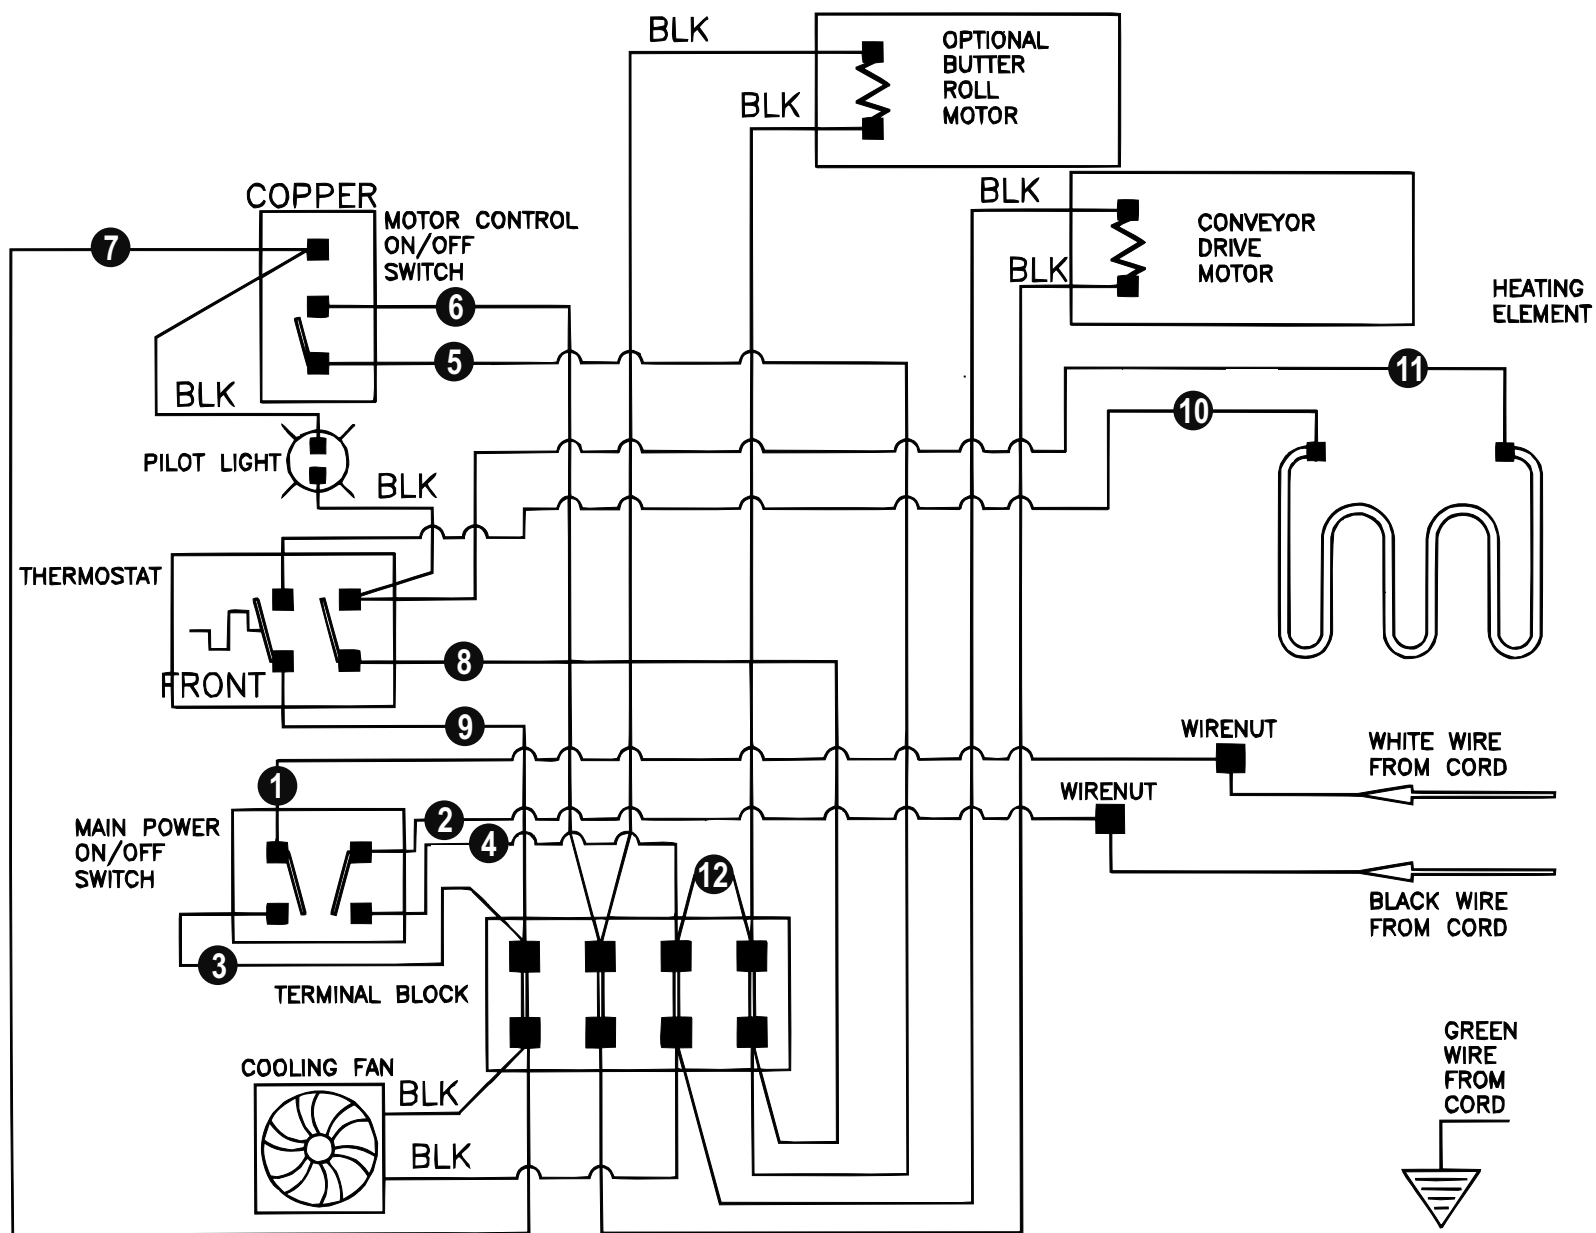 BLK
OPTIONAL
BUTTER
ROLL
MOTOR
BLK
COPPER
MOTOR CONTROL
ON/OFF
SWITCH
BLK
CONVEYOR
DRIVE
MOTOR
BLK
HEATING
ELEMENT
7
6
5
11
10
BLK
PILOT LIGHT
BLK
THERMOSTAT
FRONT
8
9
WIRENUT
WHITE WIRE
FROM CORD
1
WIRENUT
MAIN POWER
ON/OFF
SWITCH
2
4
12
BLACK WIRE
FROM CORD
3
TERMINAL BLOCK
COOLING FAN
BLK
BLK
GREEN
WIRE
FROM
CORD